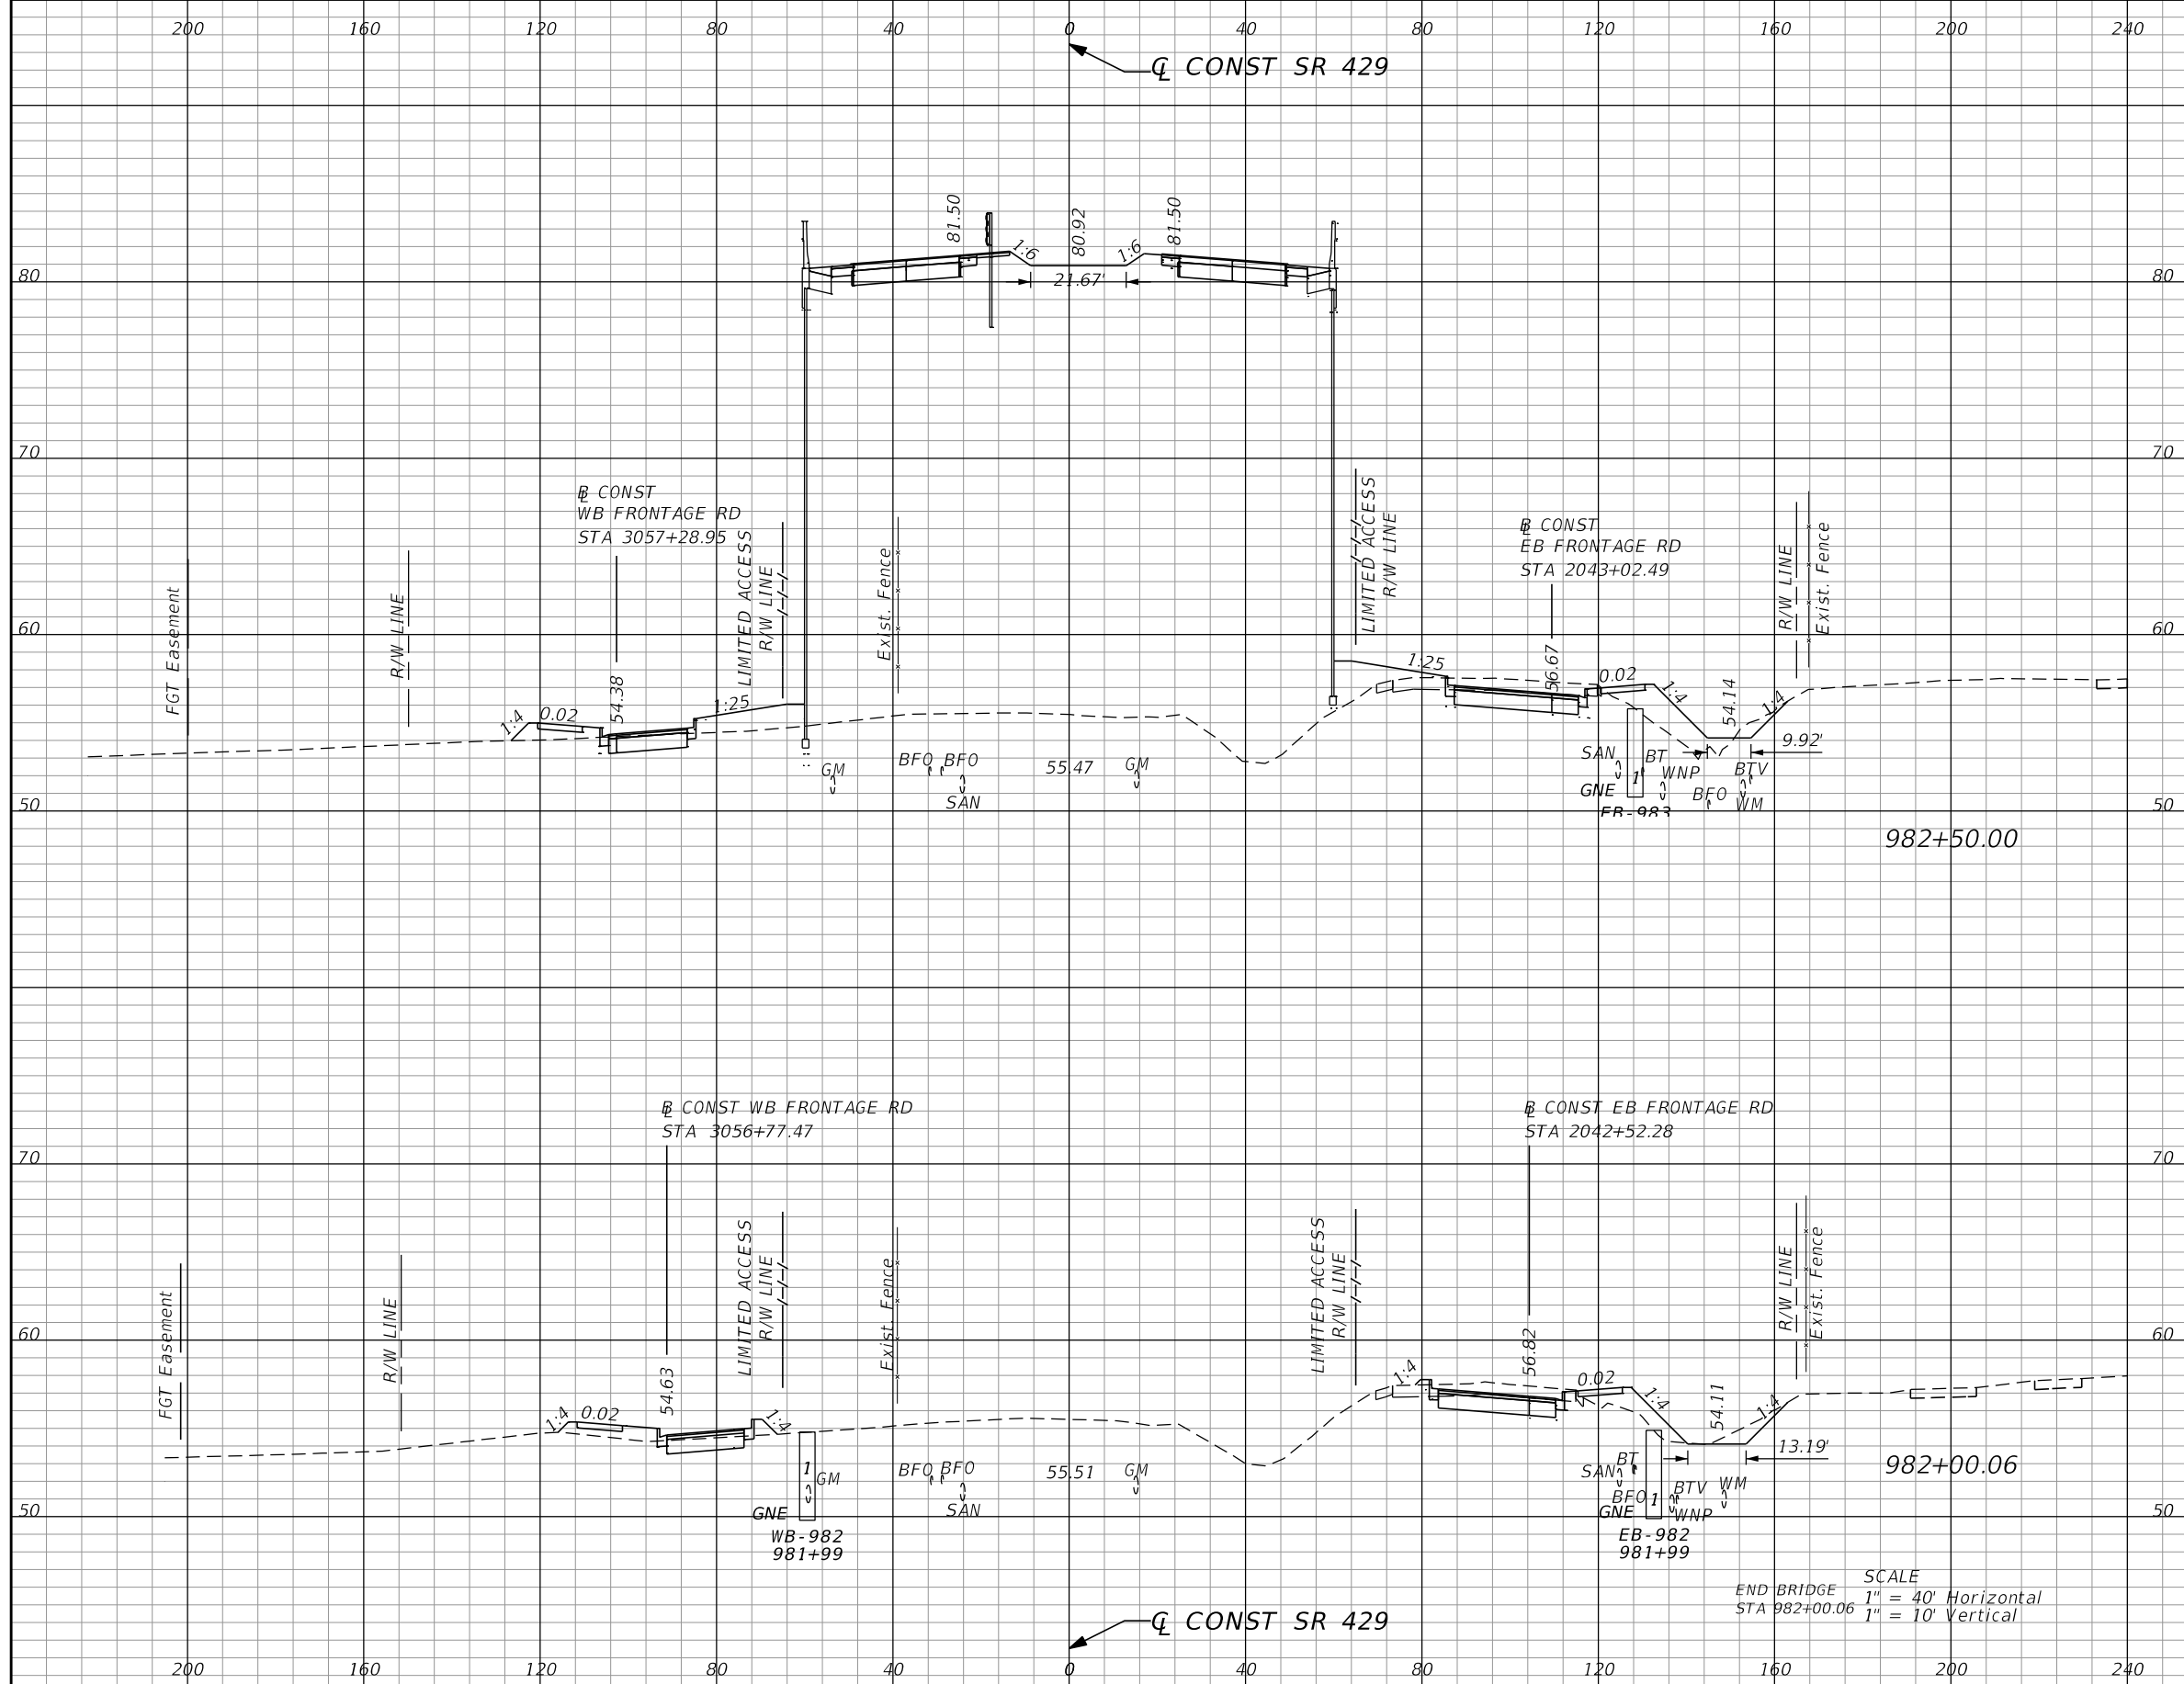 200 160 120 80 40 0 40 80 120 160 200 240
℄ CONST SR 429
81.50
1:6
80.92
1:6
81.50
21.67'
80 80
70 70
℄ CONST
WB FRONTAGE RD
STA 3057+28.95
LIMITED ACCESS
R/W LINE
Exist. Fence
LIMITED ACCESS
R/W LINE
BL CONST
EB FRONTAGE RD
STA 2043+02.49
R/W LINE
Exist. Fence
FGT Easement
R/W LINE
60 60
1:4
0.02
54.38
1:25
1:25
56.67
0.02
1:4
54.14
1:4
9.92'
GM
BFO
BFO
SAN
55.47
GM
SAN
BT
1'
WNP
GNE
EB-983
BFO
BTV
WM
50 50
982+50.00
BL CONST WB FRONTAGE RD
STA 3056+77.47
BL CONST EB FRONTAGE RD
STA 2042+52.28
70 70
FGT Easement
R/W LINE
LIMITED ACCESS
R/W LINE
Exist. Fence
LIMITED ACCESS
R/W LINE
R/W LINE
Exist. Fence
60 60
1:4
0.02
54.63
1:4
1:4
56.82
0.02
1:4
54.11
1:4
13.19'
1
GM
GNE
WB-982
981+99
BFO
BFO
SAN
55.51
GM
SAN
BT
BFO
1
GNE
BTV
WNP
WM
EB-982
981+99
982+00.06
50 50
END BRIDGE
STA 982+00.06
SCALE
1" = 40' Horizontal
1" = 10' Vertical
℄ CONST SR 429
200 160 120 80 40 0 40 80 120 160 200 240